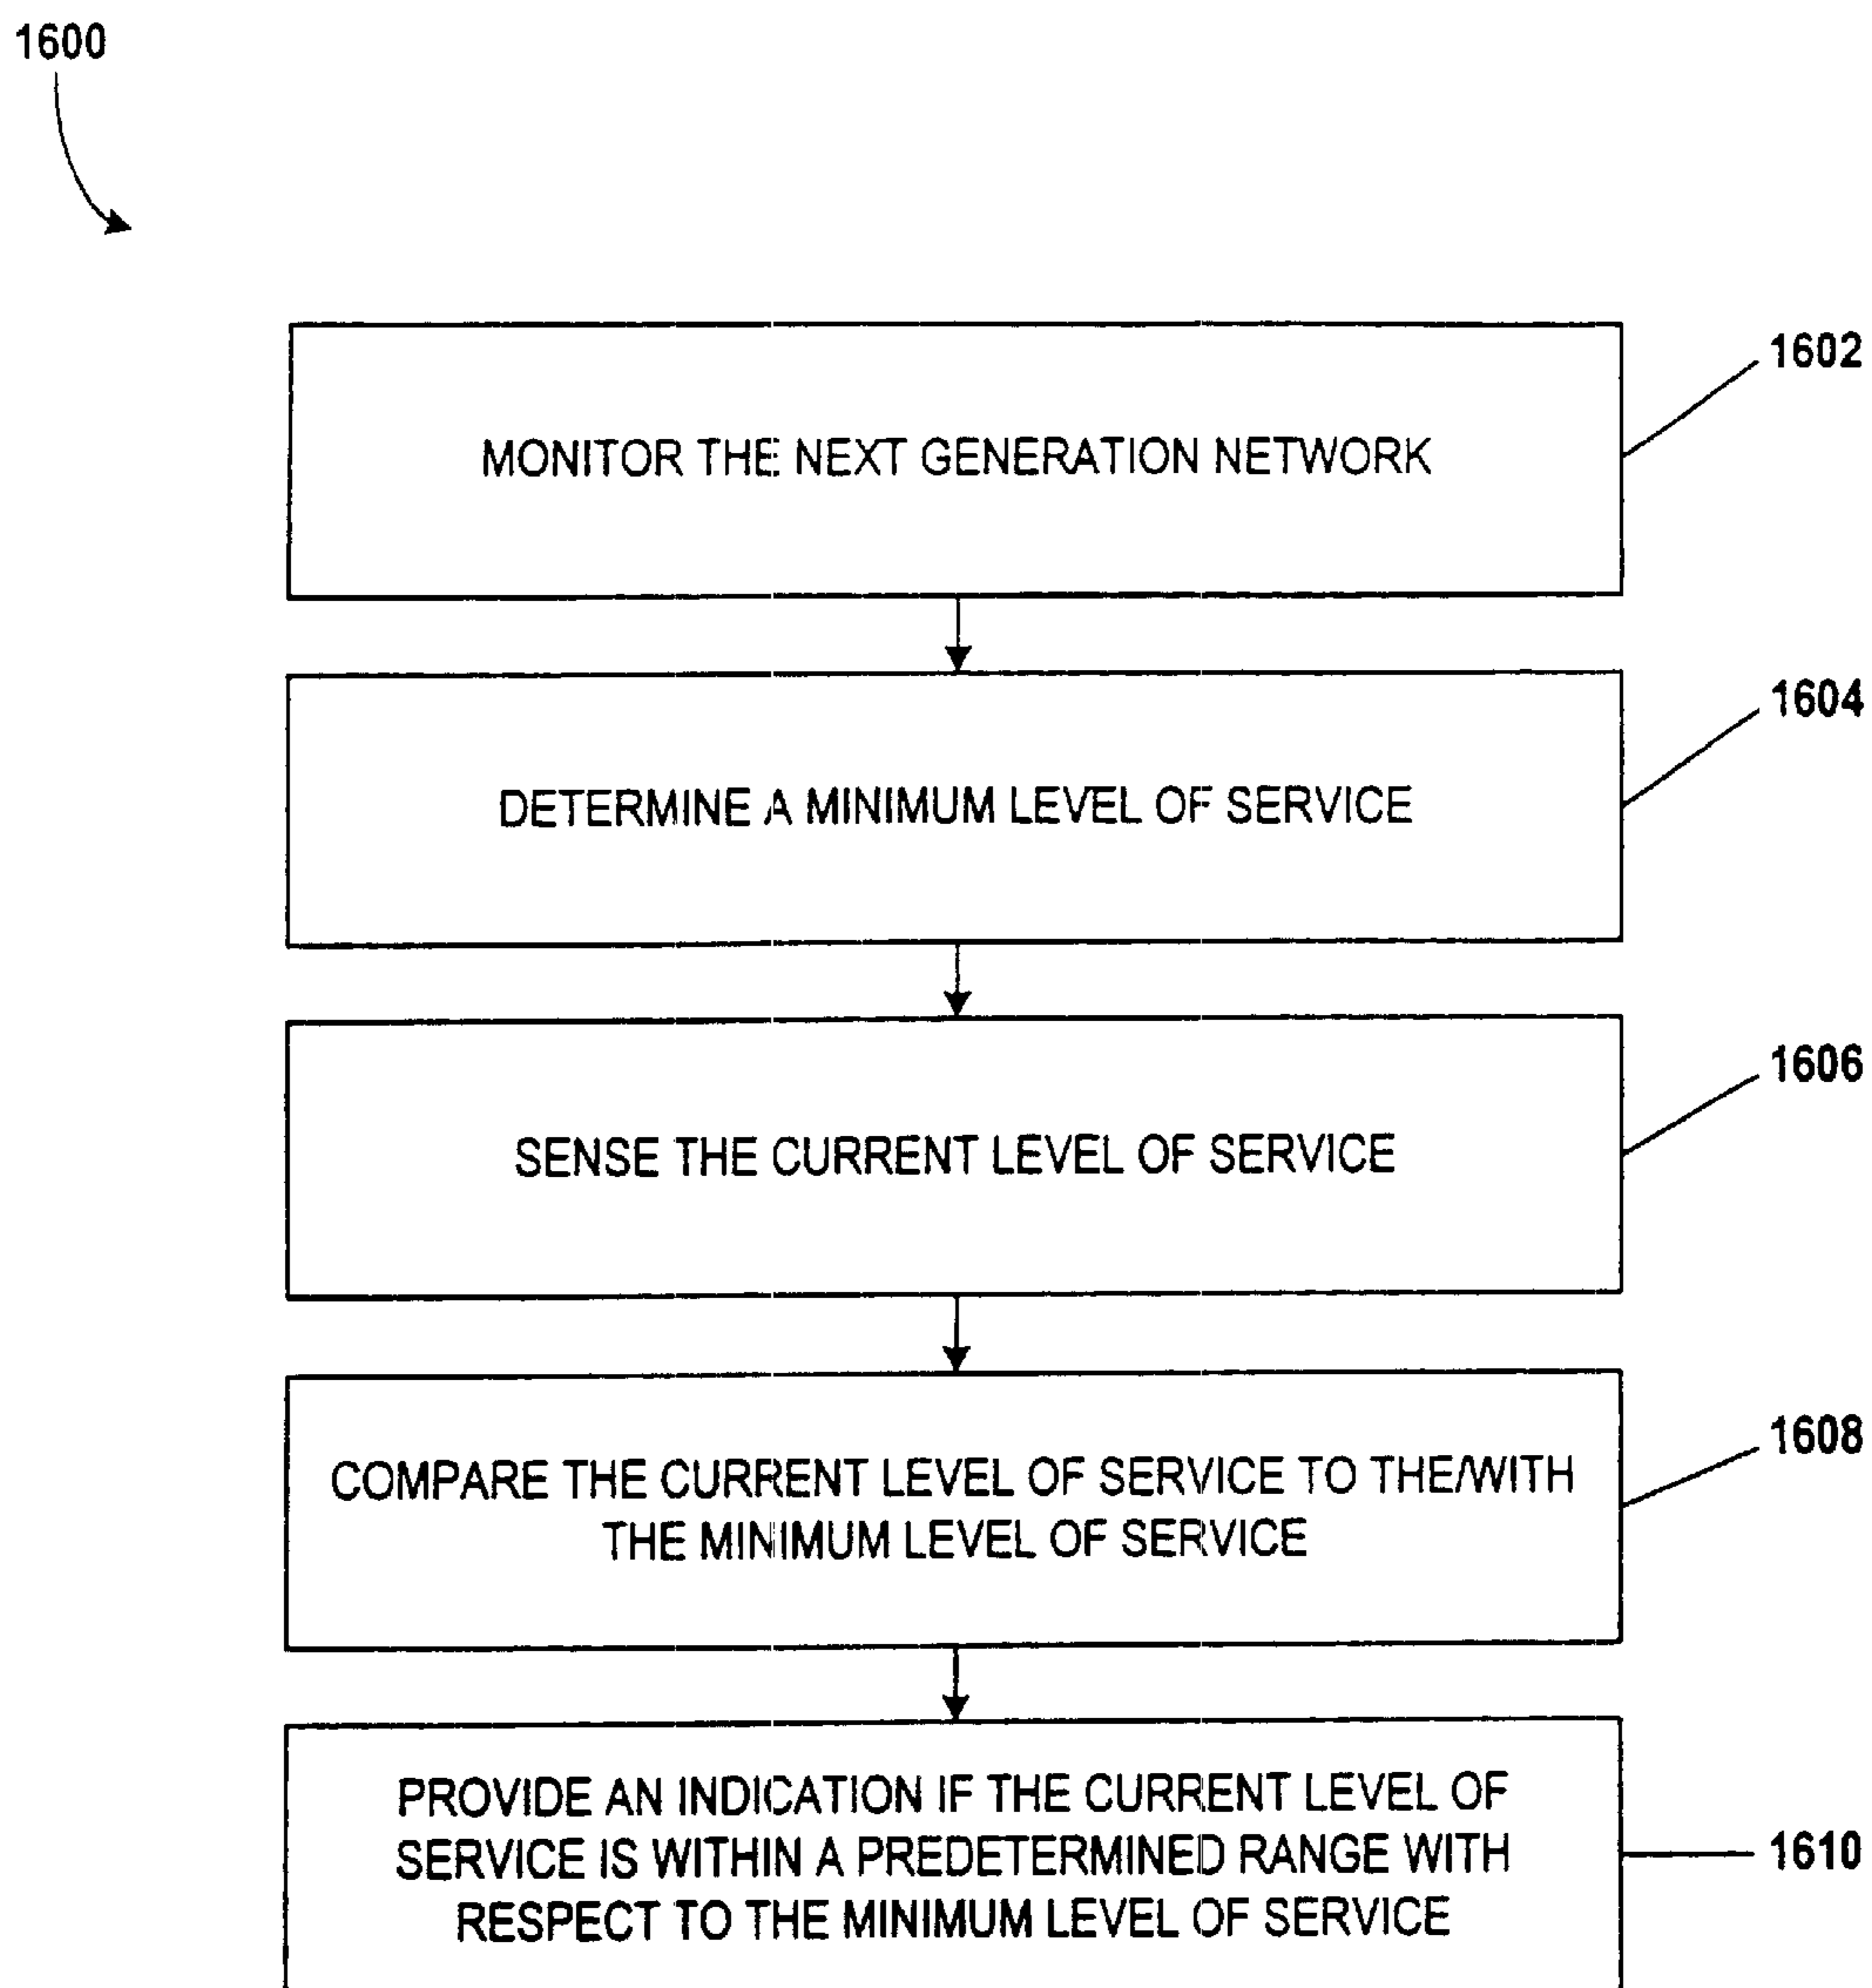 1600
1602
MONITOR THE NEXT GENERATION NETWORK
1604
DETERMINE A MINIMUM LEVEL OF SERVICE
1606
SENSE THE CURRENT LEVEL OF SERVICE
1608
COMPARE THE CURRENT LEVEL OF SERVICE TO THE/WITH
THE MINIMUM LEVEL OF SERVICE
PROVIDE AN INDICATION IF THE CURRENT LEVEL OF
SERVICE IS WITHIN A PREDETERMINED RANGE WITH
RESPECT TO THE MINIMUM LEVEL OF SERVICE
1610